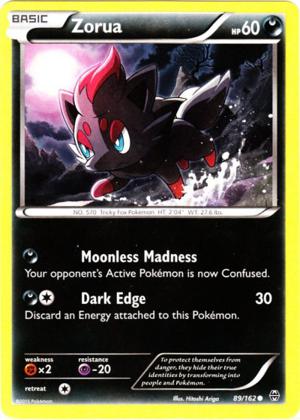 BASIC
Zorua HP60
NO. 570 Tricky Fox Pokémon HT: 2'04" WT: 27.6 lbs.
Moonless Madness
Your opponent's Active Pokémon is now Confused.
Dark Edge 30
Discard an Energy attached to this Pokémon.
weakness resistance
×2 -20
retreat
To protect themselves from
danger, they hide their true
identities by transforming into
people and Pokémon.
©2015 Pokémon
Illus. Hitoshi Ariga
89/162